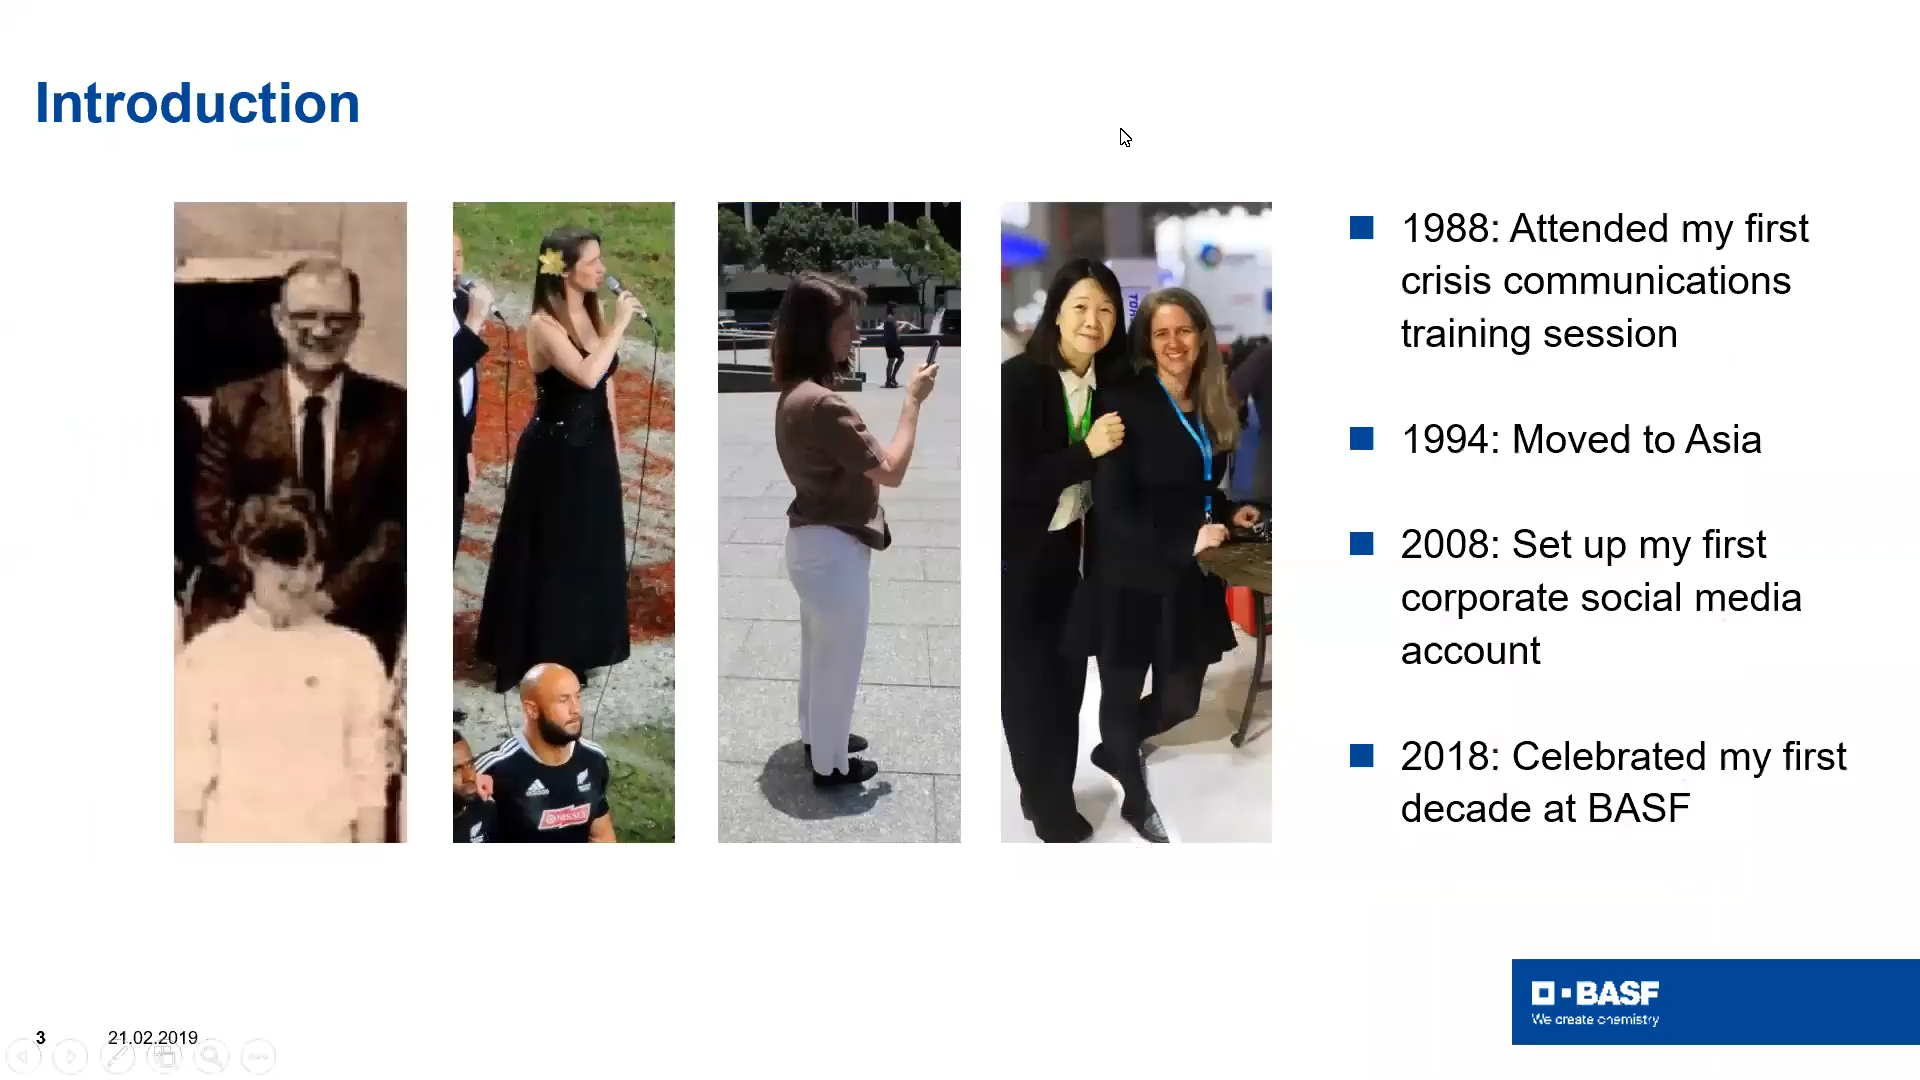 Introduction
1988: Attended my first
crisis communications
training session
1994: Moved to Asia
2008: Set up my first
corporate social media
account
2018: Celebrated my first
decade at BASF
BASF
We create chemistry
3
21.02.2019